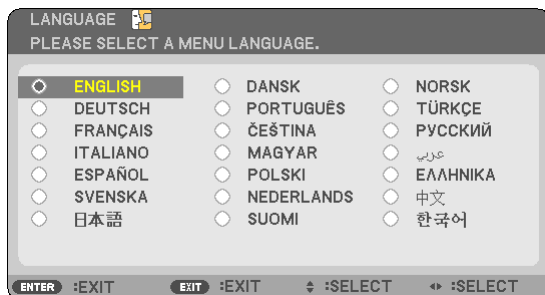 LANGUAGE
PLEASE SELECT A MENU LANGUAGE.
ENGLISH DANSK NORSK
DEUTSCH PORTUGUÊS TÜRKÇE
FRANÇAIS ČEŠTINA РУССКИЙ
ITALIANO MAGYAR عربي
ESPAÑOL POLSKI ΕΛΛΗΝΙΚΑ
SVENSKA NEDERLANDS 中文
日本語 SUOMI 한국어
ENTER :EXIT EXIT :EXIT :SELECT :SELECT